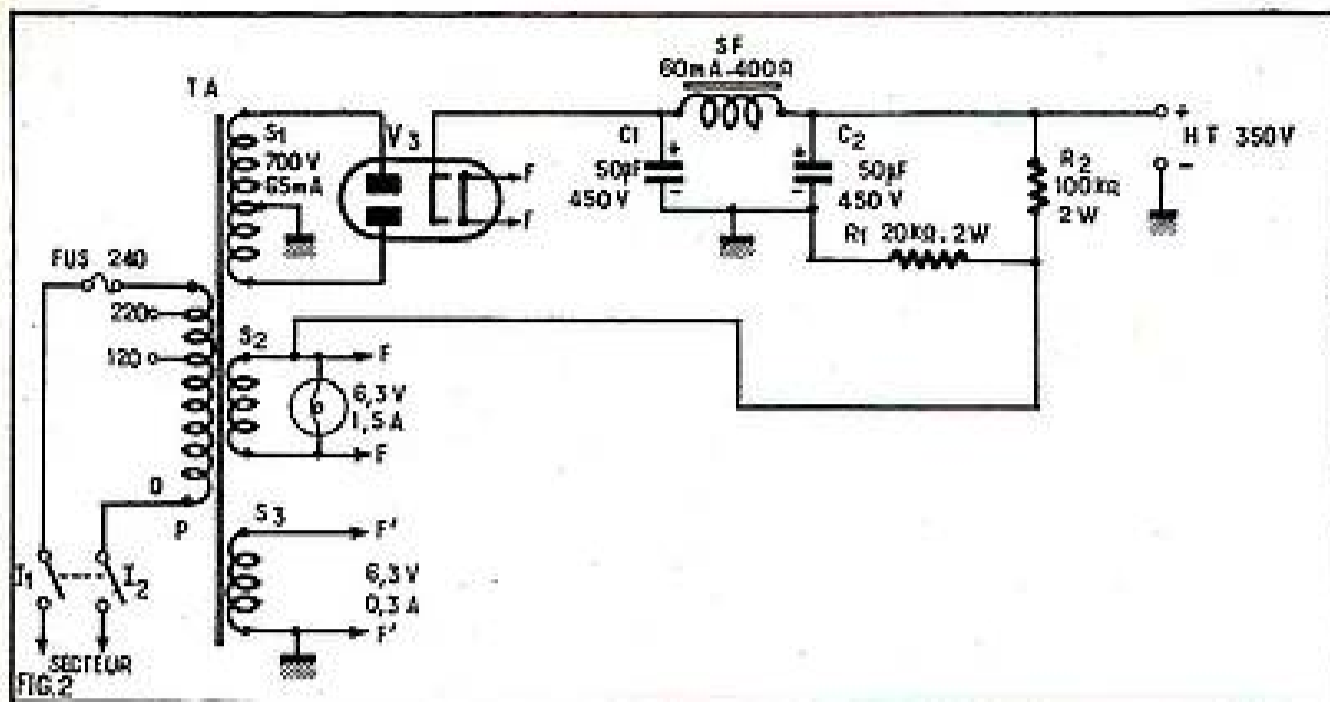 SF
60mA-400Ω
TA
S1
700V
65mA
V3
F
F
C1
50µF
450V
C2
50µF
450V
R1 20kΩ.2W
R2
100kΩ
2W
+
HT 350V
-
FUS 240
220
120
0
P
S2
F
6,3V
1,5A
F
S3
F'
6,3V
0,3A
F'
I1
I2
SECTEUR
FIG.2